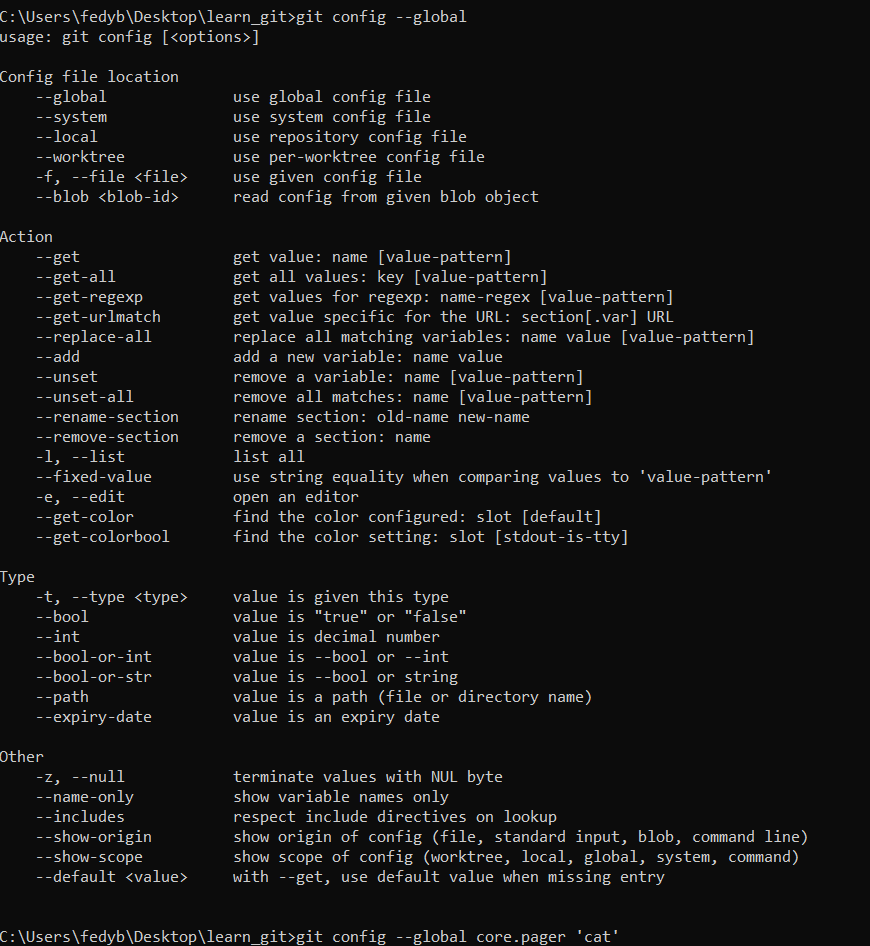 C:\Users\fedyb\Desktop\learn_git>git config --global
usage: git config [<options>]
Config file location
--global use global config file
--system use system config file
--local use repository config file
--worktree use per-worktree config file
-f, --file <file> use given config file
--blob <blob-id> read config from given blob object
Action
--get get value: name [value-pattern]
--get-all get all values: key [value-pattern]
--get-regexp get values for regexp: name-regex [value-pattern]
--get-urlmatch get value specific for the URL: section[.var] URL
--replace-all replace all matching variables: name value [value-pattern]
--add add a new variable: name value
--unset remove a variable: name [value-pattern]
--unset-all remove all matches: name [value-pattern]
--rename-section rename section: old-name new-name
--remove-section remove a section: name
-l, --list list all
--fixed-value use string equality when comparing values to 'value-pattern'
-e, --edit open an editor
--get-color find the color configured: slot [default]
--get-colorbool find the color setting: slot [stdout-is-tty]
Type
-t, --type <type> value is given this type
--bool value is "true" or "false"
--int value is decimal number
--bool-or-int value is --bool or --int
--bool-or-str value is --bool or string
--path value is a path (file or directory name)
--expiry-date value is an expiry date
Other
-z, --null terminate values with NUL byte
--name-only show variable names only
--includes respect include directives on lookup
--show-origin show origin of config (file, standard input, blob, command line)
--show-scope show scope of config (worktree, local, global, system, command)
--default <value> with --get, use default value when missing entry
C:\Users\fedyb\Desktop\learn_git>git config --global core.pager 'cat'